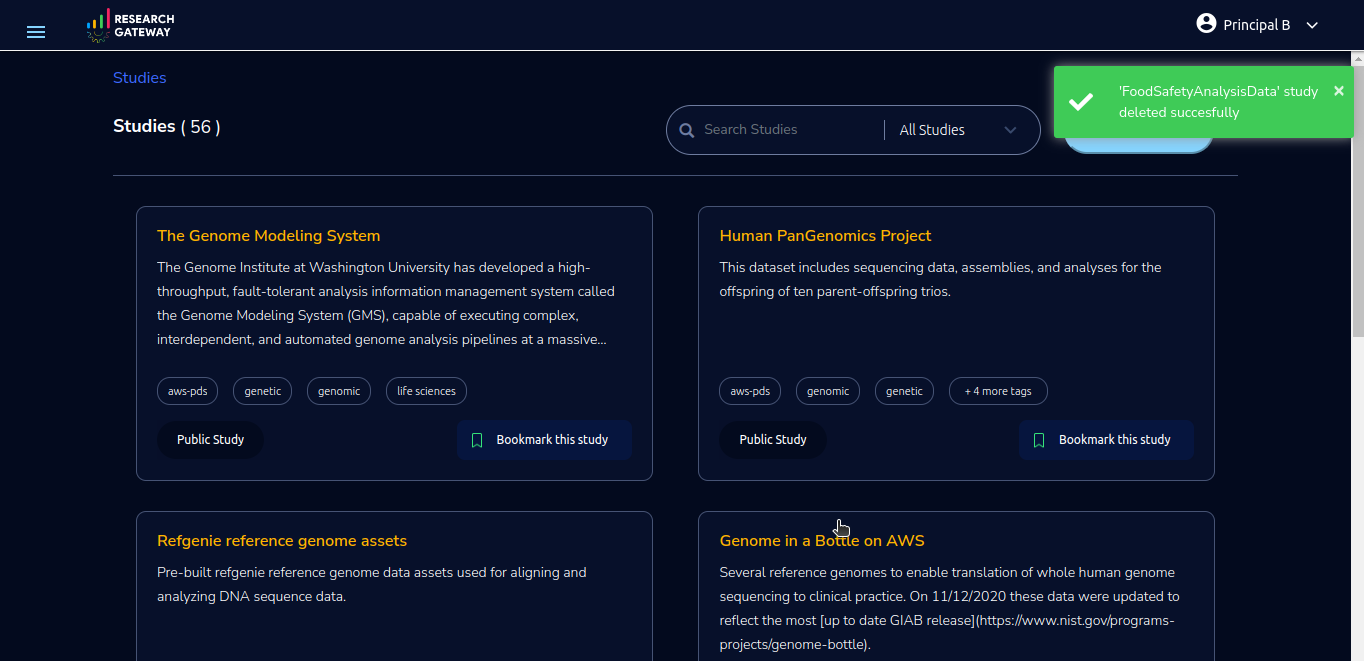 RESEARCH
GATEWAY
Principal B
Studies
'FoodSafetyAnalysisData' study
deleted succesfully
Studies ( 56 )
Search Studies
All Studies
The Genome Modeling System
The Genome Institute at Washington University has developed a high-
throughput, fault-tolerant analysis information management system called
the Genome Modeling System (GMS), capable of executing complex,
interdependent, and automated genome analysis pipelines at a massive...
aws-pds genetic genomic life sciences
Public Study
Bookmark this study
Human PanGenomics Project
This dataset includes sequencing data, assemblies, and analyses for the
offspring of ten parent-offspring trios.
aws-pds genomic genetic + 4 more tags
Public Study
Bookmark this study
Refgenie reference genome assets
Pre-built refgenie reference genome data assets used for aligning and
analyzing DNA sequence data.
Genome in a Bottle on AWS
Several reference genomes to enable translation of whole human genome
sequencing to clinical practice. On 11/12/2020 these data were updated to
reflect the most [up to date GIAB release](https://www.nist.gov/programs-
projects/genome-bottle).